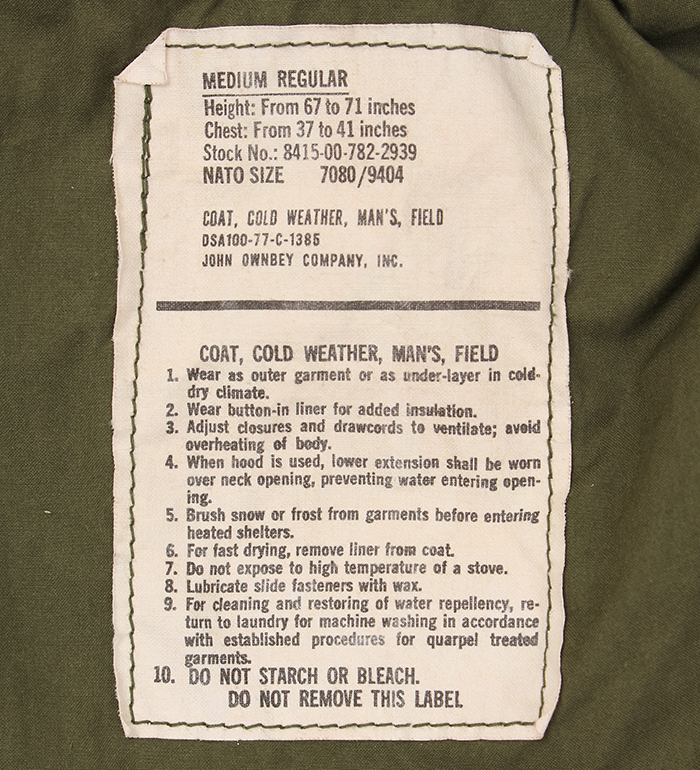 MEDIUM REGULAR
Height: From 67 to 71 inches
Chest: From 37 to 41 inches
Stock No.: 8415-00-782-2939
NATO SIZE 7080/9404
COAT, COLD WEATHER, MAN'S, FIELD
DSA100-77-C-1385
JOHN OWNBEY COMPANY, INC.
COAT, COLD WEATHER, MAN'S, FIELD
1. Wear as outer garment or as under-layer in cold-
dry climate.
2. Wear button-in liner for added insulation.
3. Adjust closures and drawcords to ventilate; avoid
overheating of body.
4. When hood is used, lower extension shall be worn
over neck opening, preventing water entering open-
ing.
5. Brush snow or frost from garments before entering
heated shelters.
6. For fast drying, remove liner from coat.
7. Do not expose to high temperature of a stove.
8. Lubricate slide fasteners with wax.
9. For cleaning and restoring of water repellency, re-
turn to laundry for machine washing in accordance
with established procedures for quarpel treated
garments.
10. DO NOT STARCH OR BLEACH.
DO NOT REMOVE THIS LABEL